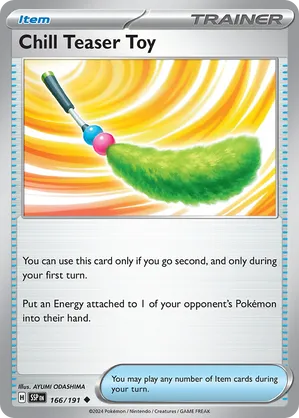 Item
TRAINER
Chill Teaser Toy
You can use this card only if you go second, and only during
your first turn.
Put an Energy attached to 1 of your opponent's Pokémon
into their hand.
Illus. AYUMI ODASHIMA
H SSP EN 166/191 ◆
You may play any number of Item cards during
your turn.
©2024 Pokémon / Nintendo / Creatures / GAME FREAK